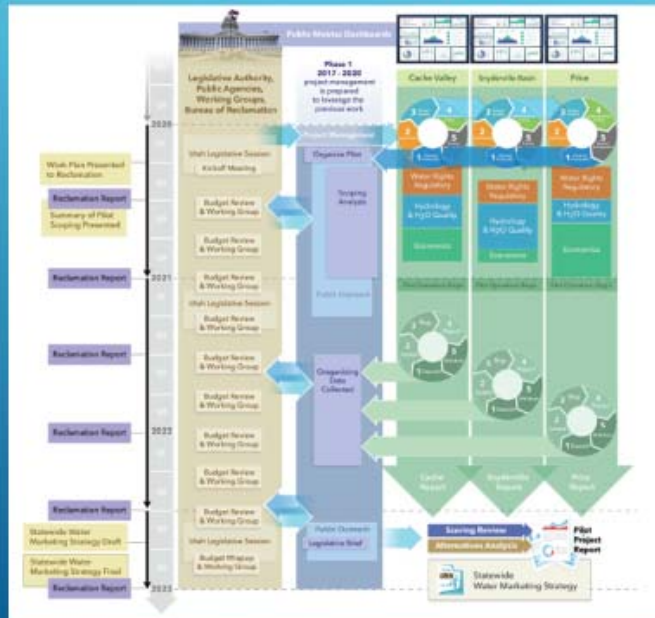 Public Monitor Dashboards
Legislative Authority,
Public Agencies,
Working Groups,
Bureau of Reclamation
Phase 1
2017 - 2020
project management
is prepared
to leverage the
previous work
Cache Valley
Snyderville Basin
Price
2020
Project Management
Utah Legislative Session
Kickoff Meeting
Organize Pilot
Work Plan Presented
to Reclamation
Reclamation Report
Summary of Pilot
Scoping Presented
Scoping
Analysis
Water Rights
Regulatory
Hydrology
& H2O Quality
Economics
Water Rights
Regulatory
Hydrology
& H2O Quality
Economics
Water Rights
Regulatory
Hydrology
& H2O Quality
Economics
Budget Review
& Working Group
Budget Review
& Working Group
Reclamation Report
2021
Budget Review
& Working Group
Utah Legislative Session
Budget Review
& Working Group
Public Outreach
Reclamation Report
Budget Review
& Working Group
Organizing
Data
Collected
Budget Review
& Working Group
Reclamation Report
2022
Budget Review
& Working Group
Budget Review
& Working Group
Cache
Report
Snyderville
Report
Price
Report
Reclamation Report
Budget Review
& Working Group
Statewide Water
Marketing Strategy Draft
Utah Legislative Session
Public Outreach
Legislative Brief
Scoring Review
Alternatives Analysis
Pilot
Project
Report
Statewide Water
Marketing Strategy Final
Budget Wrapup
& Working Group
Reclamation Report
2023
Statewide
Water Marketing Strategy